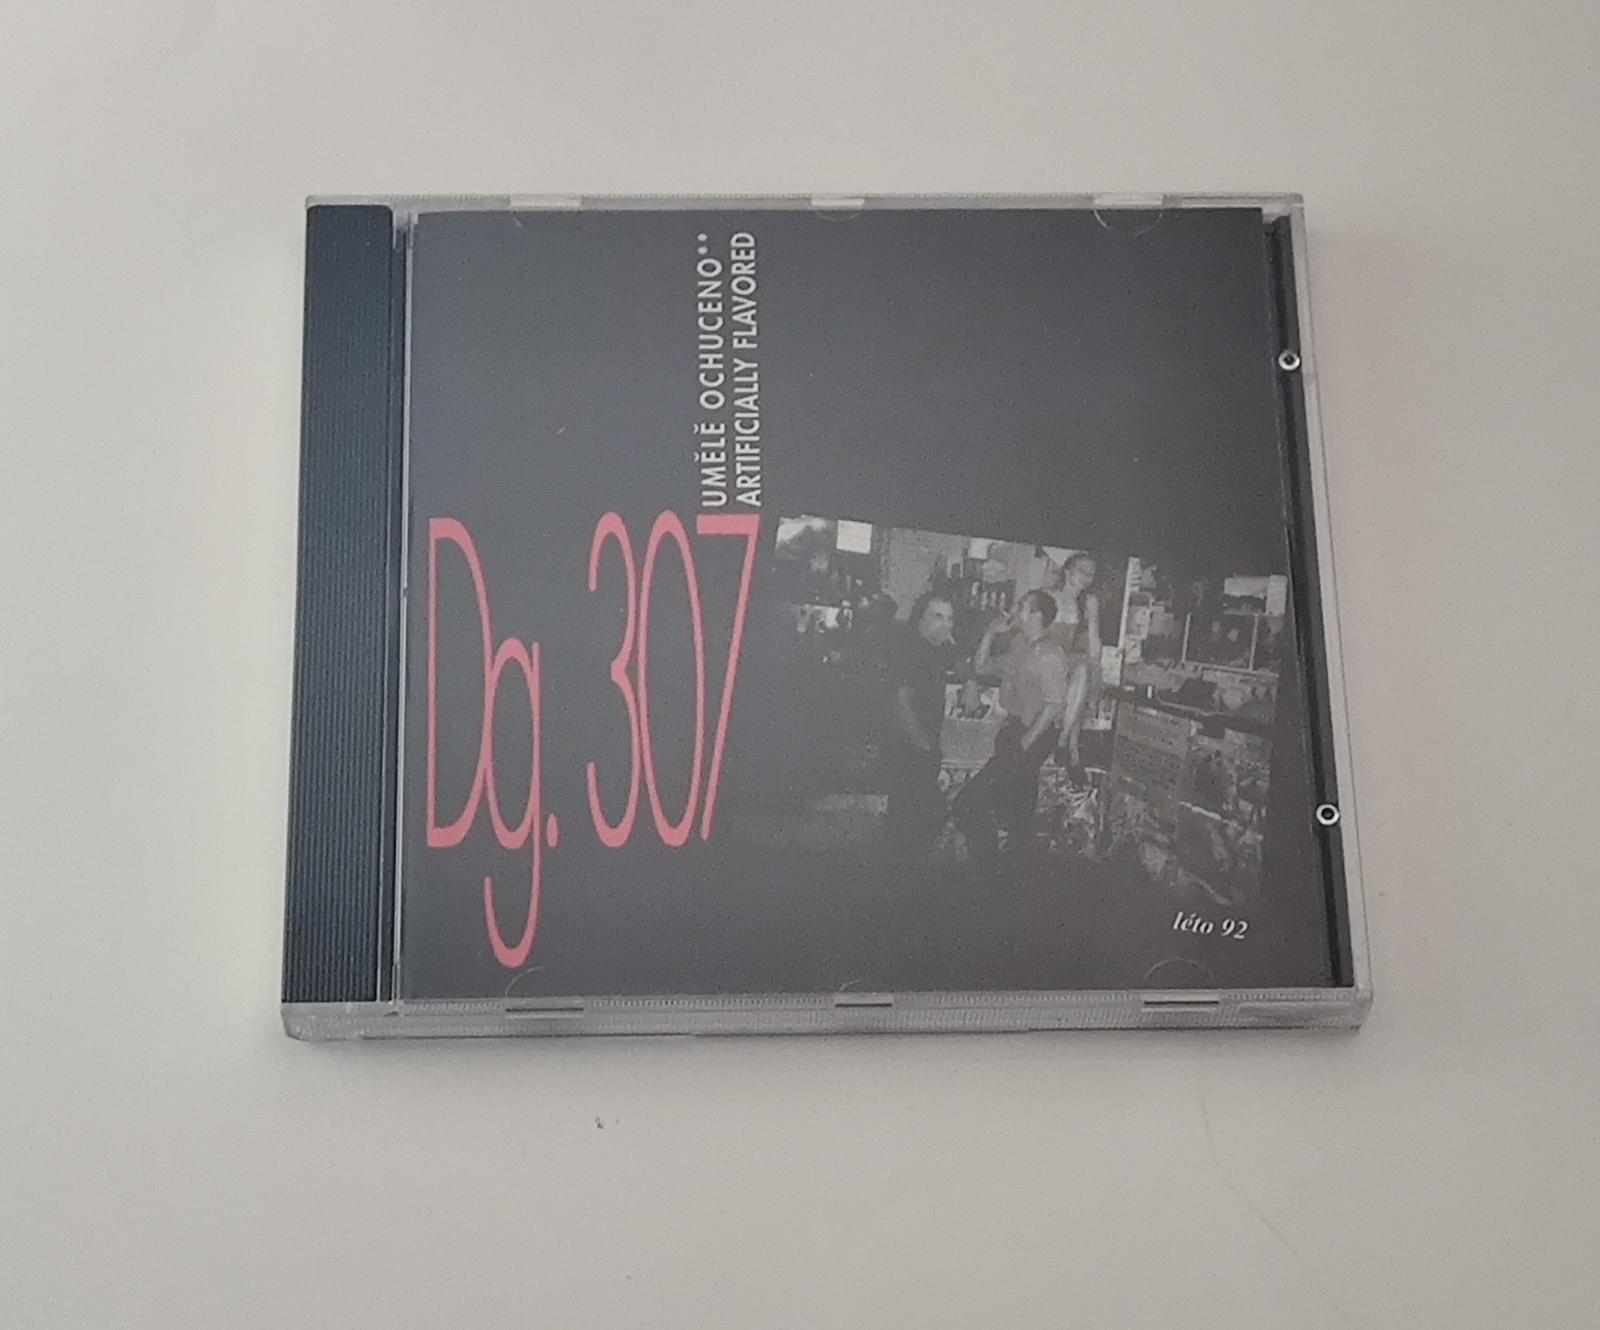 Dg. 307
UMĚLĚ OCHUCENO**
ARTIFICIALLY FLAVORED
léto 92